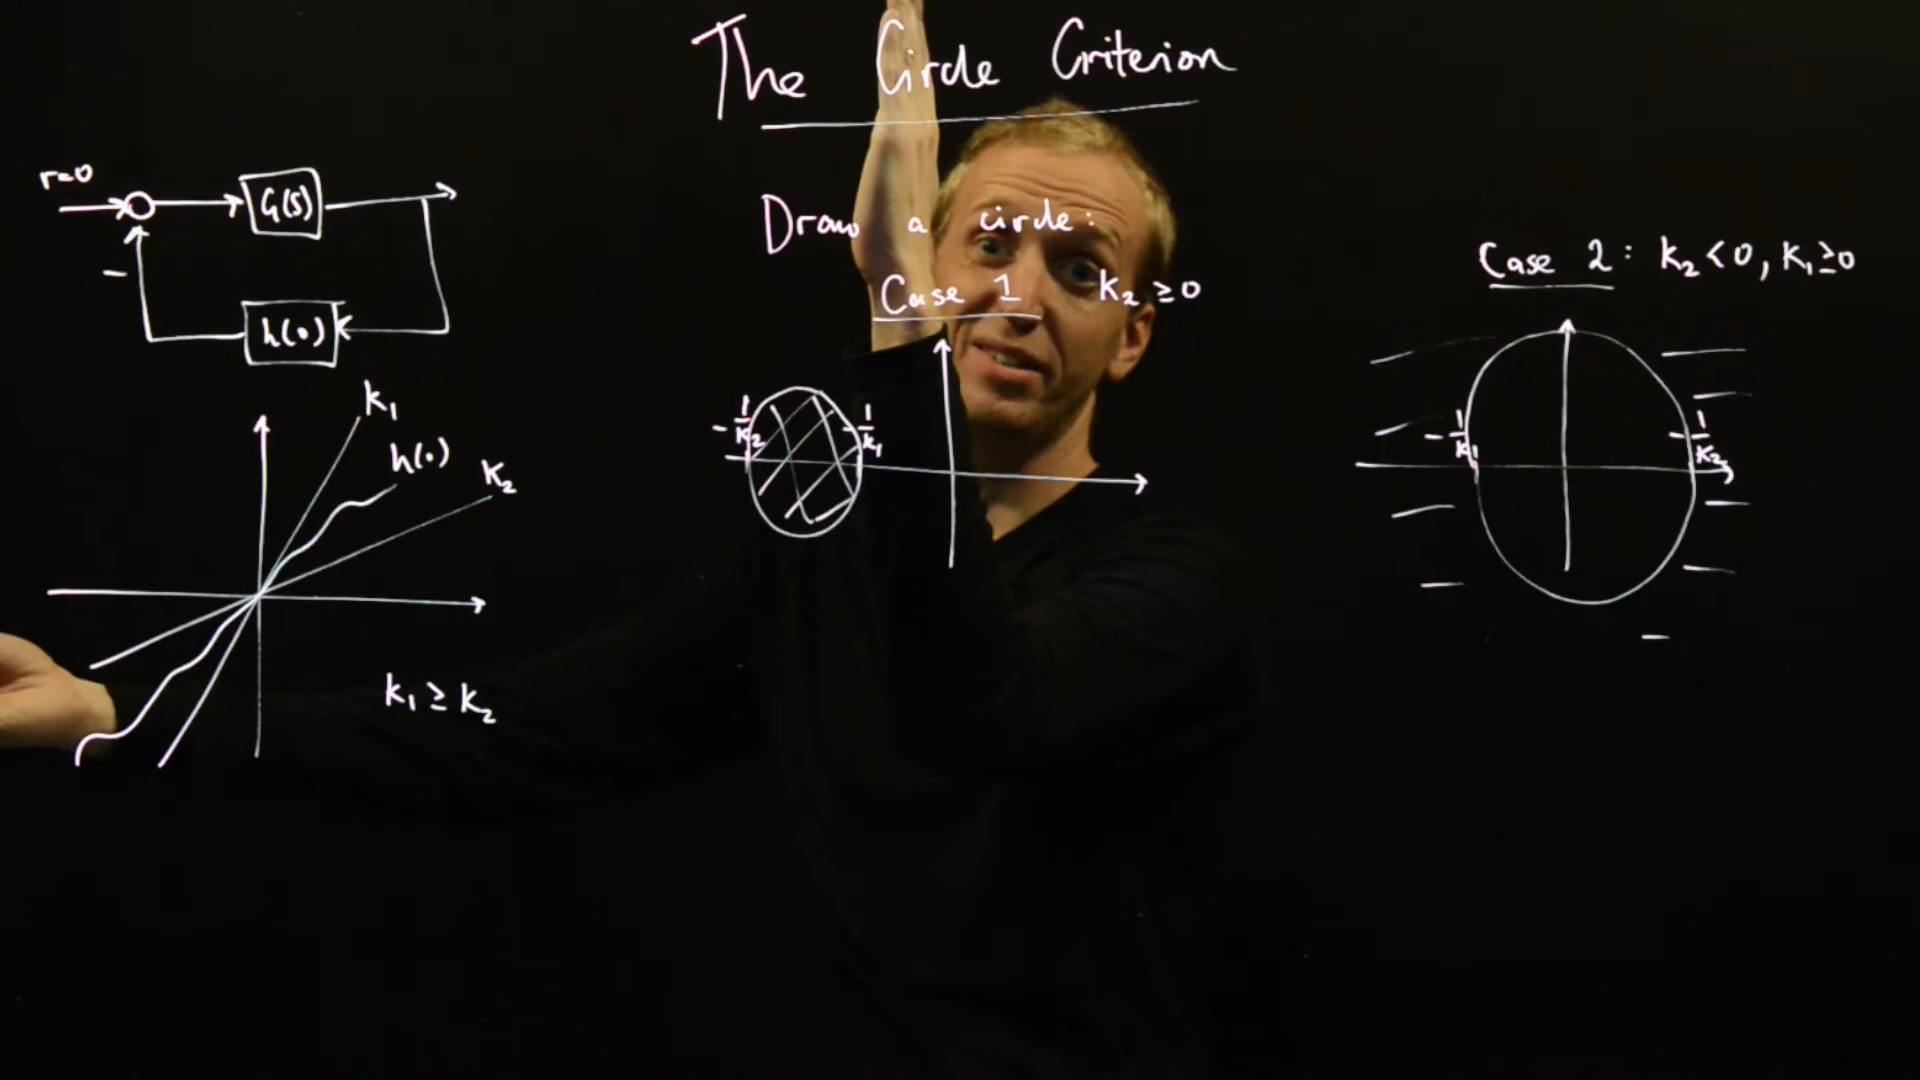 The Circle Criterion
r=0
G(s)
−
h(·)
k₁
h(·)
k₂
k₁ ≥ k₂
Draw a circle:
Case 1 k₂ ≥ 0
-1/k₂
-1/k₁
Case 2: k₂ < 0, k₁ ≥ 0
-1/k₁
-1/k₂